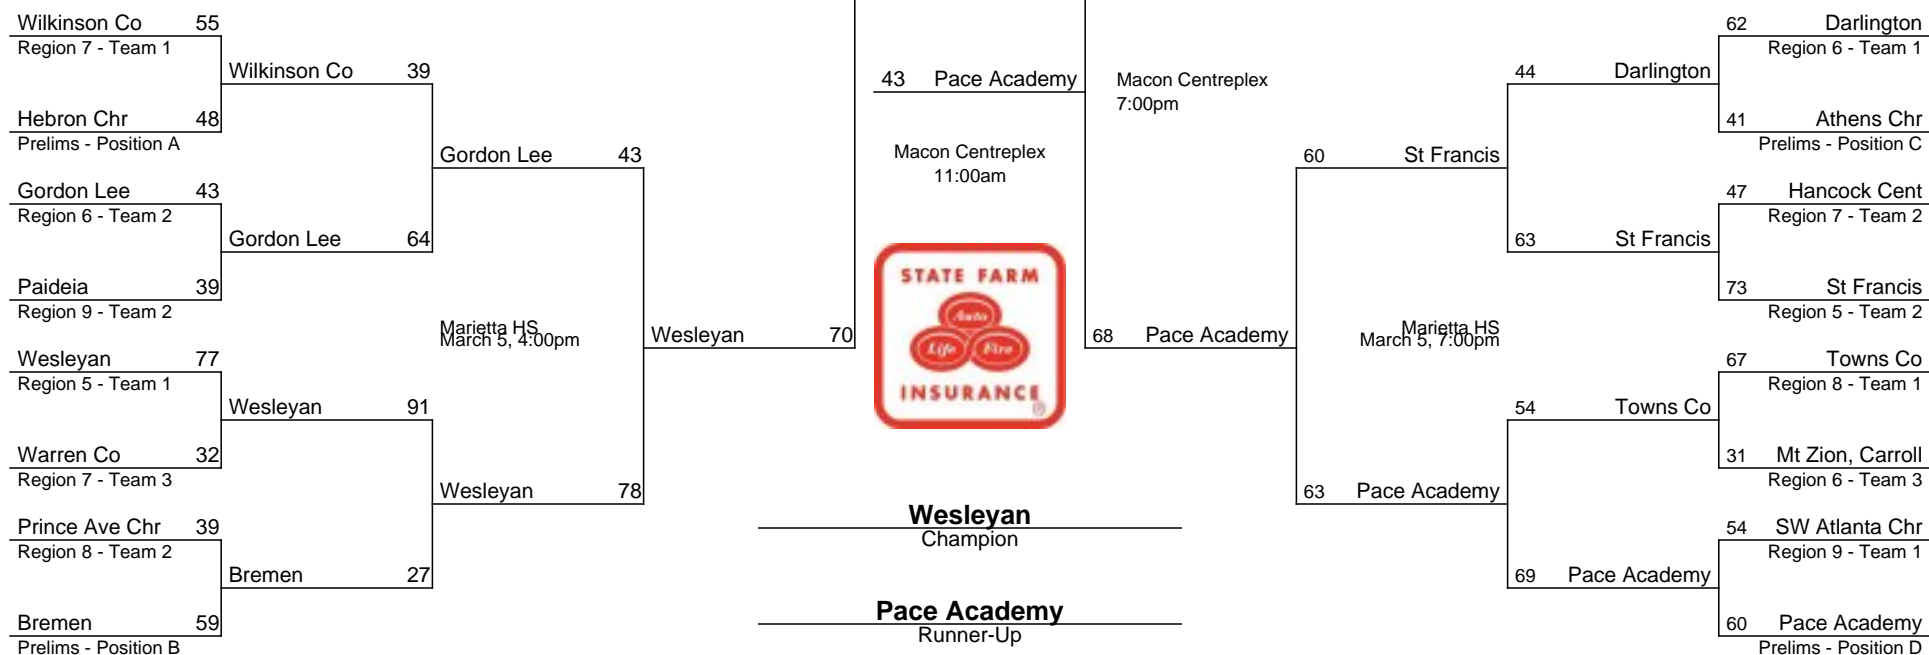 Wilkinson Co 55
Region 7 - Team 1
Wilkinson Co 39
Hebron Chr 48
Prelims - Position A
Gordon Lee 43
Gordon Lee 43
Region 6 - Team 2
Gordon Lee 64
Paideia 39
Region 9 - Team 2
Marietta HS
March 5, 4:00pm
Wesleyan 70
Wesleyan 77
Region 5 - Team 1
Wesleyan 91
Warren Co 32
Region 7 - Team 3
Wesleyan 78
Prince Ave Chr 39
Region 8 - Team 2
Bremen 27
Bremen 59
Prelims - Position B
43 Pace Academy
Macon Centreplex
11:00am
STATE FARM
Auto
Life Fire
INSURANCE
®
Wesleyan
Champion
Pace Academy
Runner-Up
Macon Centreplex
7:00pm
68 Pace Academy
60 St Francis
Marietta HS
March 5, 7:00pm
63 Pace Academy
44 Darlington
63 St Francis
54 Towns Co
69 Pace Academy
62 Darlington
Region 6 - Team 1
41 Athens Chr
Prelims - Position C
47 Hancock Cent
Region 7 - Team 2
73 St Francis
Region 5 - Team 2
67 Towns Co
Region 8 - Team 1
31 Mt Zion, Carroll
Region 6 - Team 3
54 SW Atlanta Chr
Region 9 - Team 1
60 Pace Academy
Prelims - Position D